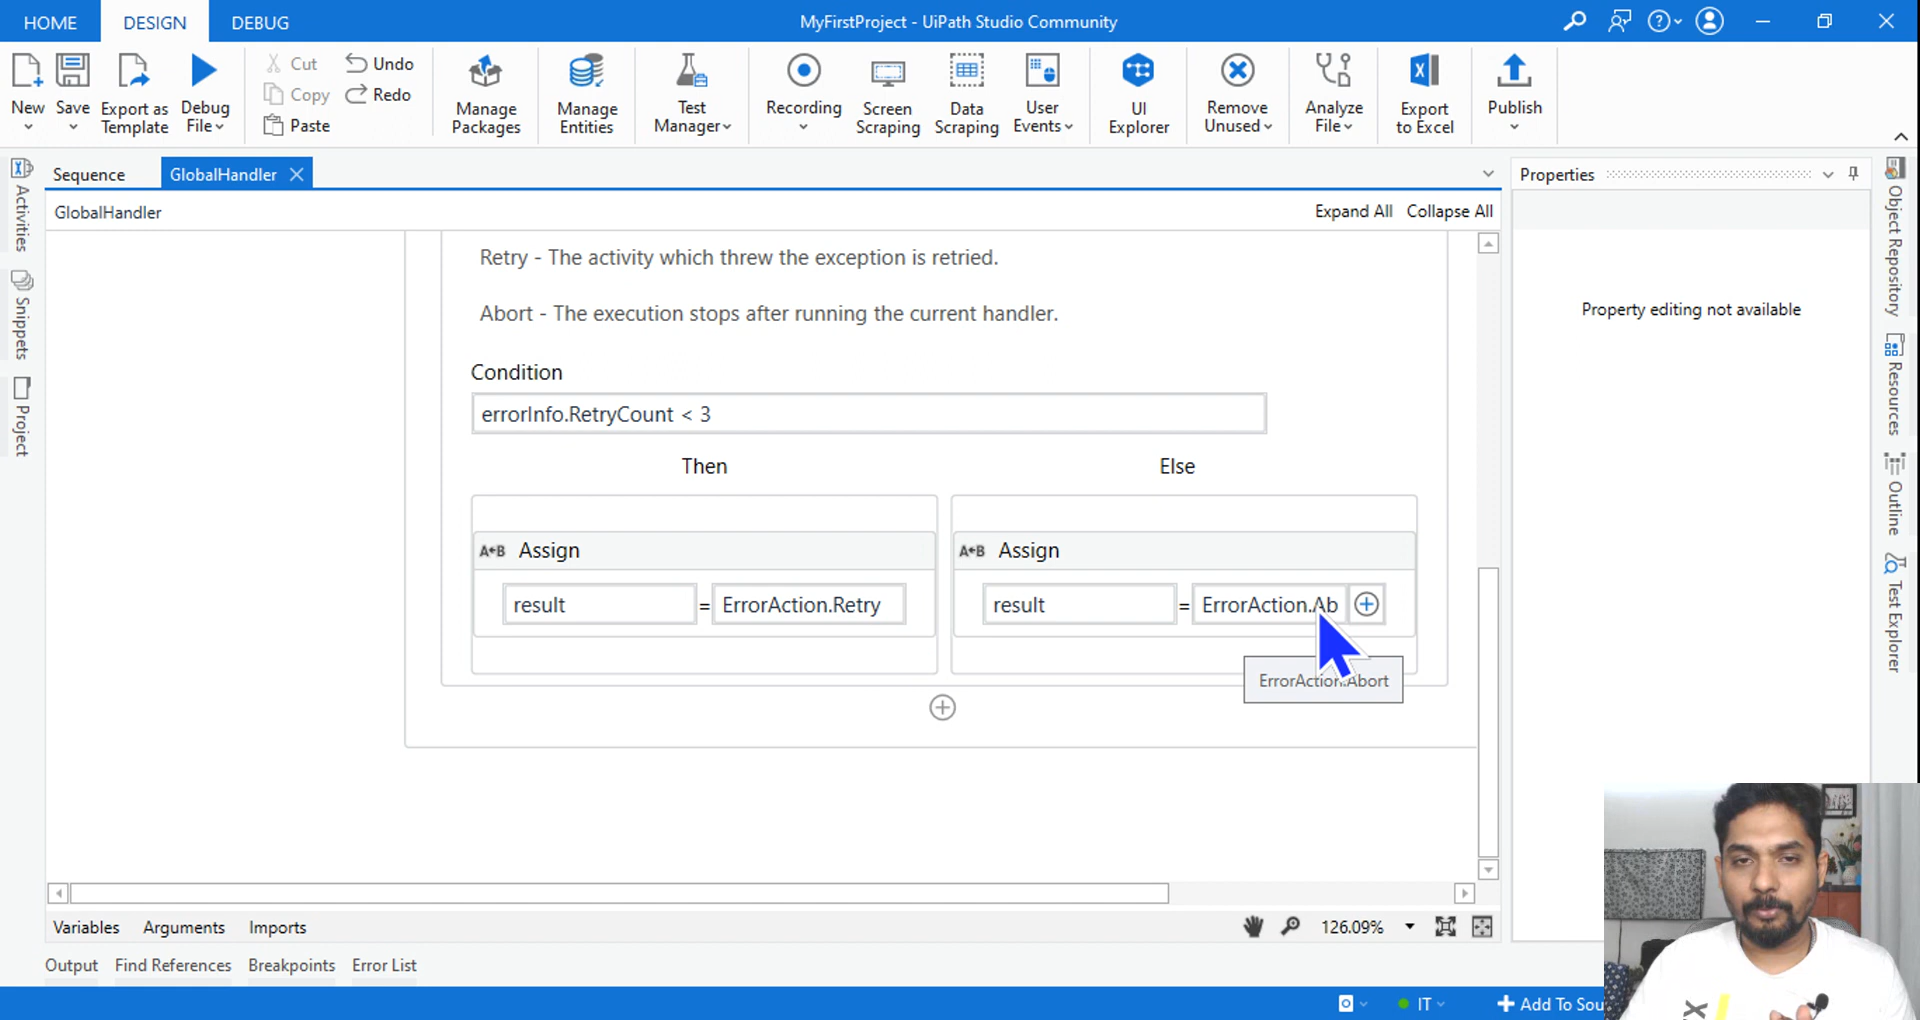 HOME DESIGN DEBUG
MyFirstProject - UiPath Studio Community
New
Save
Export as Template
Debug File
Cut
Copy
Paste
Undo
Redo
Manage Packages
Manage Entities
Test Manager
Recording
Screen Scraping
Data Scraping
User Events
UI Explorer
Remove Unused
Analyze File
Export to Excel
Publish
Sequence GlobalHandler
GlobalHandler
Expand All Collapse All
Activities
Snippets
Project
Retry - The activity which threw the exception is retried.
Abort - The execution stops after running the current handler.
Condition
errorInfo.RetryCount < 3
Then Else
A←B Assign
result = ErrorAction.Retry
A←B Assign
result = ErrorAction.Ab
ErrorAction.Abort
Properties
Property editing not available
Object Repository
Resources
Outline
Test Explorer
Variables Arguments Imports
126.09%
Output Find References Breakpoints Error List
IT
Add To Sou